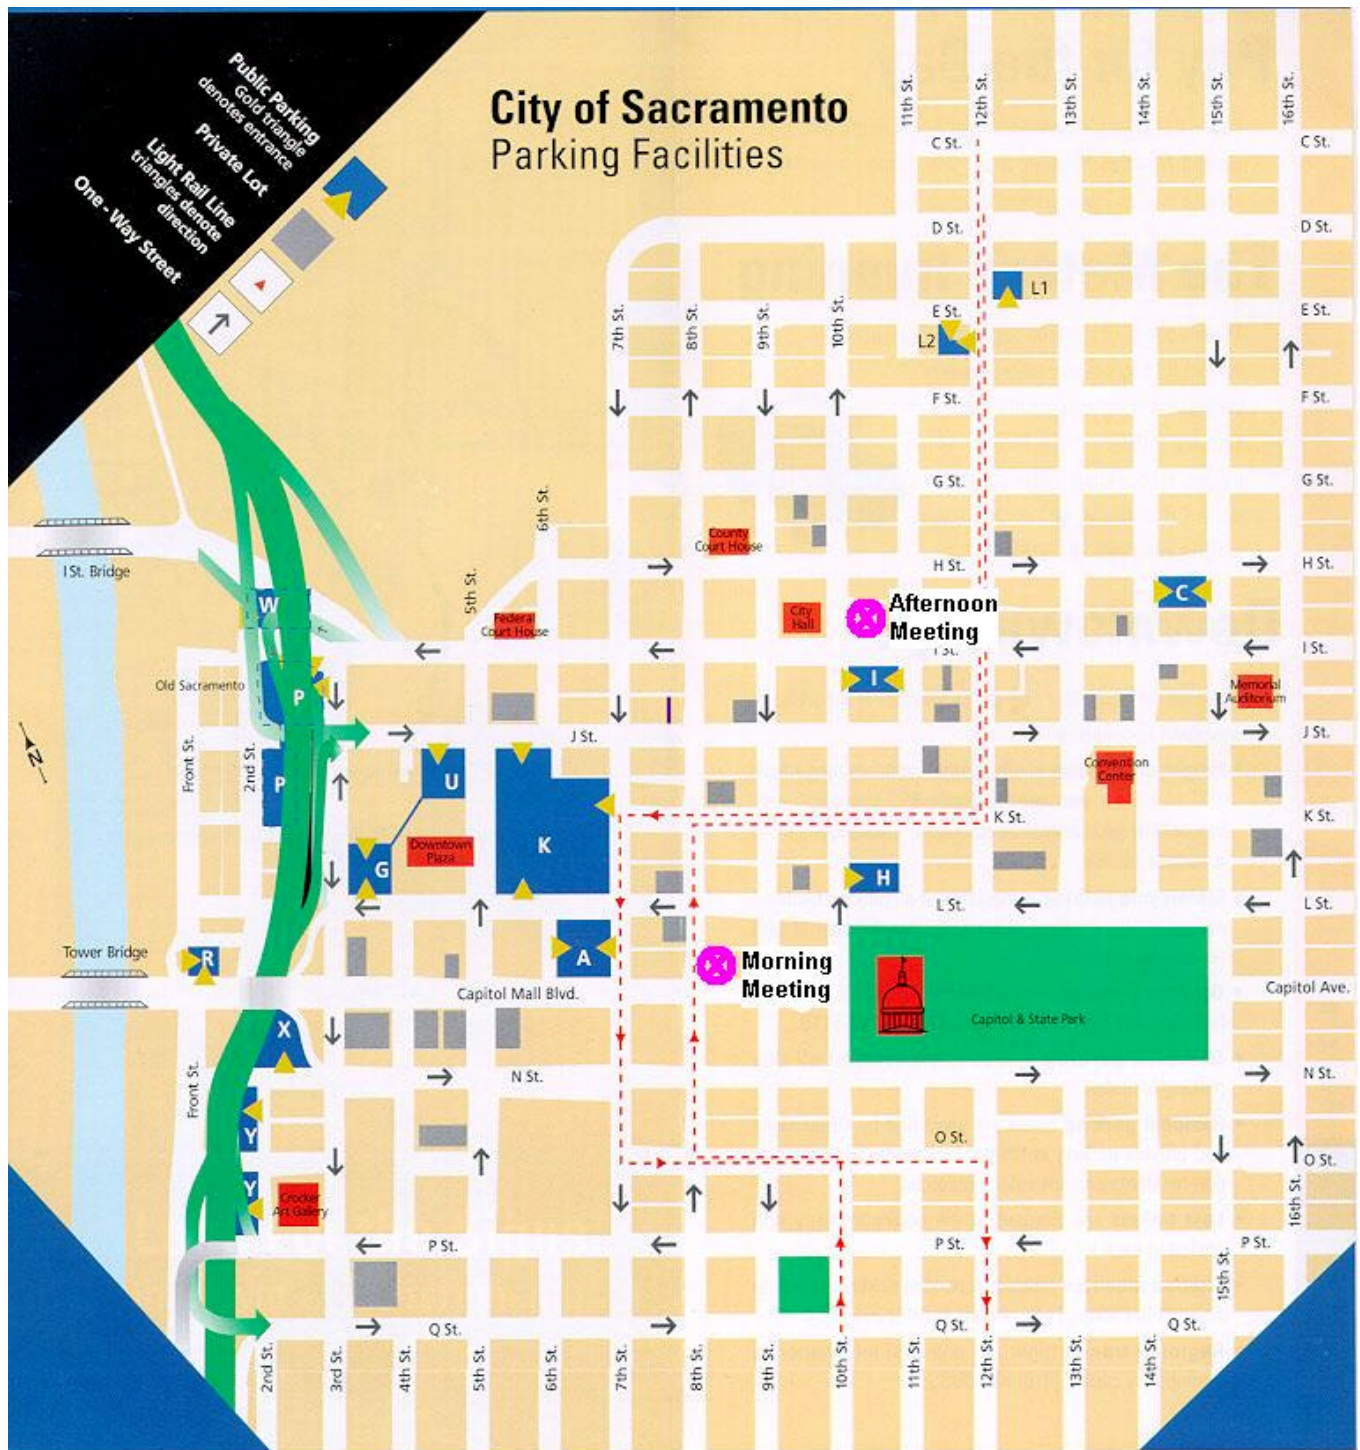 City of Sacramento
Parking Facilities
Public Parking
Gold triangle
denotes entrance
Private Lot
Light Rail Line
triangles denote
direction
One - Way Street
11th St.
12th St.
13th St.
14th St.
15th St.
16th St.
C St.
C St.
D St.
D St.
L1
E St.
E St.
L2
7th St.
8th St.
9th St.
10th St.
F St.
F St.
G St.
G St.
6th St.
County
Court House
I St. Bridge
H St.
H St.
5th St.
W
C
Federal
Court House
City
Hall
Afternoon
Meeting
I St.
I St.
Old Sacramento
P
I
Memorial
Auditorium
N
J St.
J St.
Front St.
2nd St.
P
U
Convention
Center
K St.
K St.
Downtown
Plaza
K
G
H
L St.
L St.
Tower Bridge
R
A
Morning
Meeting
Capitol Mall Blvd.
Capitol Ave.
X
Capitol & State Park
Front St.
N St.
N St.
Y
O St.
O St.
Y
Crocker
Art Gallery
16th St.
P St.
P St.
P St.
15th St.
Q St.
Q St.
Q St.
2nd St.
3rd St.
4th St.
5th St.
6th St.
7th St.
8th St.
9th St.
10th St.
11th St.
12th St.
13th St.
14th St.